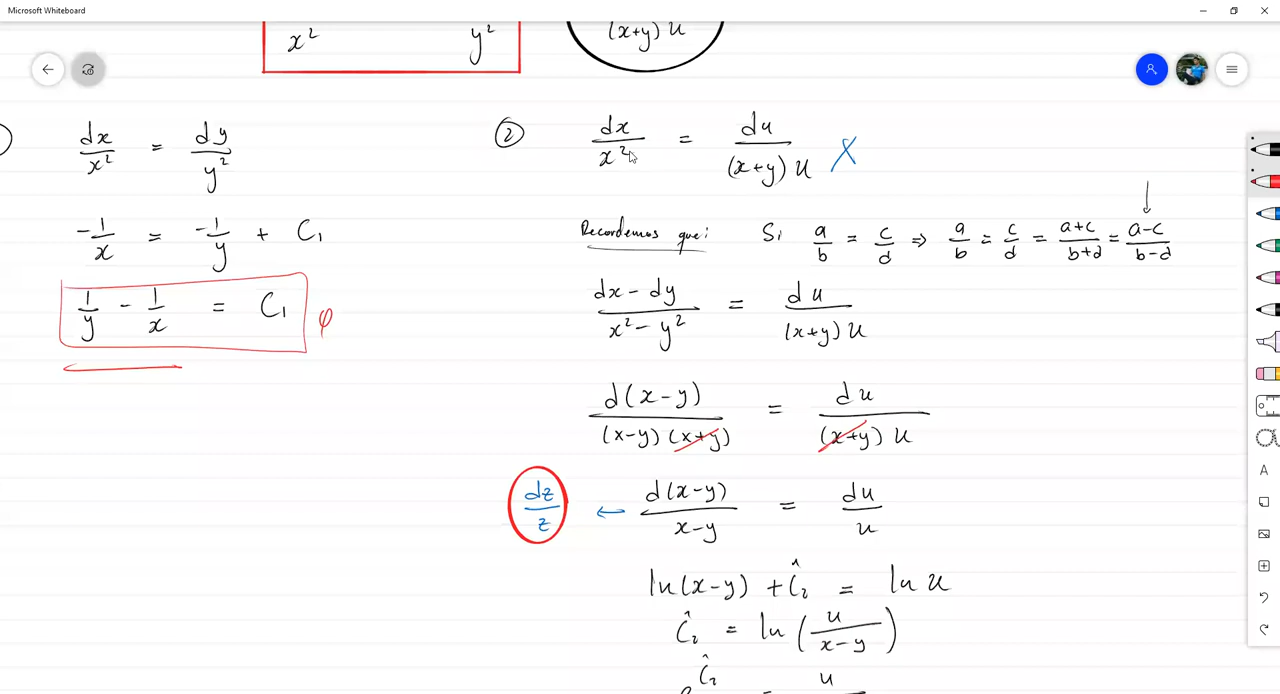 Microsoft Whiteboard
x² y² (x+y) u
dx/x² = dy/y²
-1/x = -1/y + C₁
1/y - 1/x = C₁ φ
② dx/x² = du/(x+y) u X
Recordemos que: Si a/b = c/d ⇒ a/b = c/d = a+c/b+d = a-c/b-d
dx - dy/x² - y² = du/(x+y) u
d(x-y)/(x-y)(x+y) = du/(x+y) u
dz/z ← d(x-y)/x-y = du/u
ln(x-y) + Ĉ₂ = ln u
Ĉ₂ = ln(u/x-y)
Ĉ₂ u
A